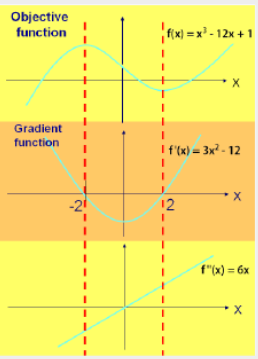 Objective
function
f(x) = x³ - 12x + 1
X
Gradient
function
f'(x) = 3x² - 12
X
-2
2
f''(x) = 6x
X